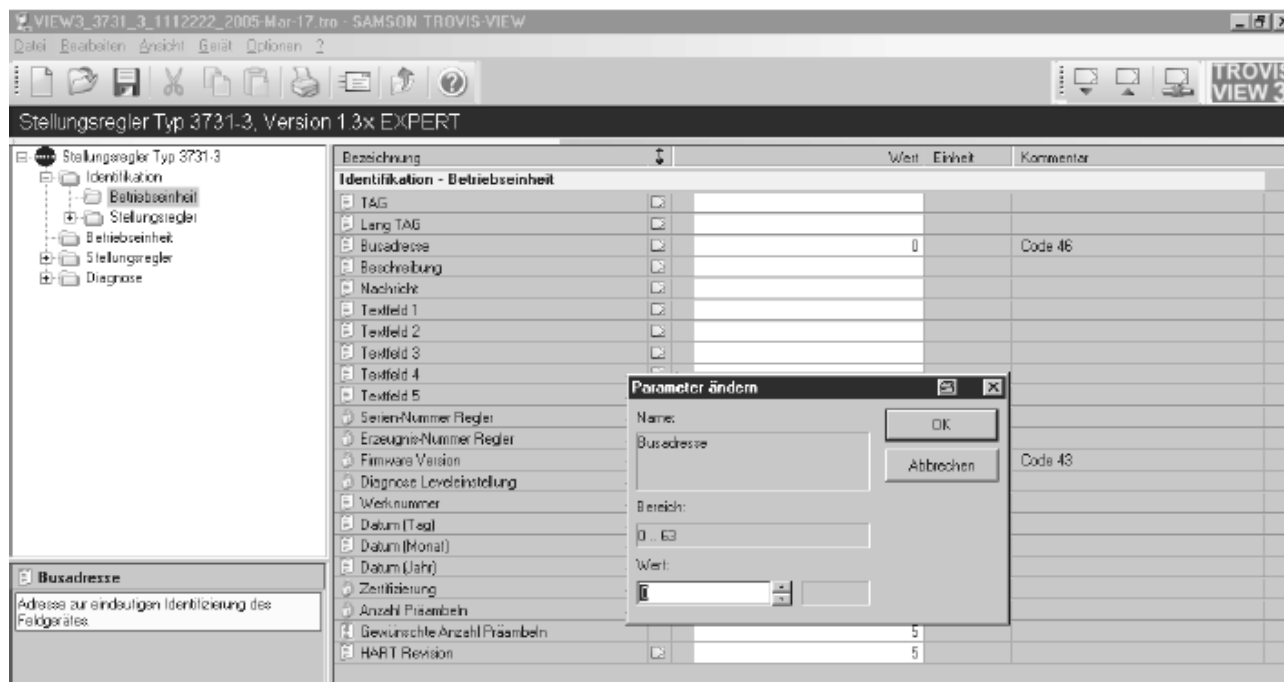 VIEW3_3731_3_1112222_2005-Mar-17.tro - SAMSON TROVIS-VIEW
Datei Bearbeiten Ansicht Gerät Optionen ?
TROVIS
VIEW 3
Stellungsregler Typ 3731-3, Version 1.3x EXPERT
Stellungsregler Typ 3731-3
Identifikation
Betriebseinheit
Stellungsregler
Betriebseinheit
Stellungsregler
Diagnose
Bezeichnung Wert Einheit Kommentar
Identifikation - Betriebseinheit
TAG
Lang TAG
Busadresse 0 Code 46
Beschreibung
Nachricht
Textfeld 1
Textfeld 2
Textfeld 3
Textfeld 4
Textfeld 5
Serien-Nummer Regler
Erzeugnis-Nummer Regler
Firmware Version Code 43
Diagnose Leveleinstellung
Werknummer
Datum (Tag)
Datum (Monat)
Datum (Jahr)
Zertifizierung
Anzahl Präambeln
Gewünschte Anzahl Präambeln 5
HART Revision 5
Parameter ändern
Name:
Busadresse
OK
Abbrechen
Bereich:
0 .. 63
Wert:
0
Busadresse
Adresse zur eindeutigen Identifizierung des
Feldgerätes.